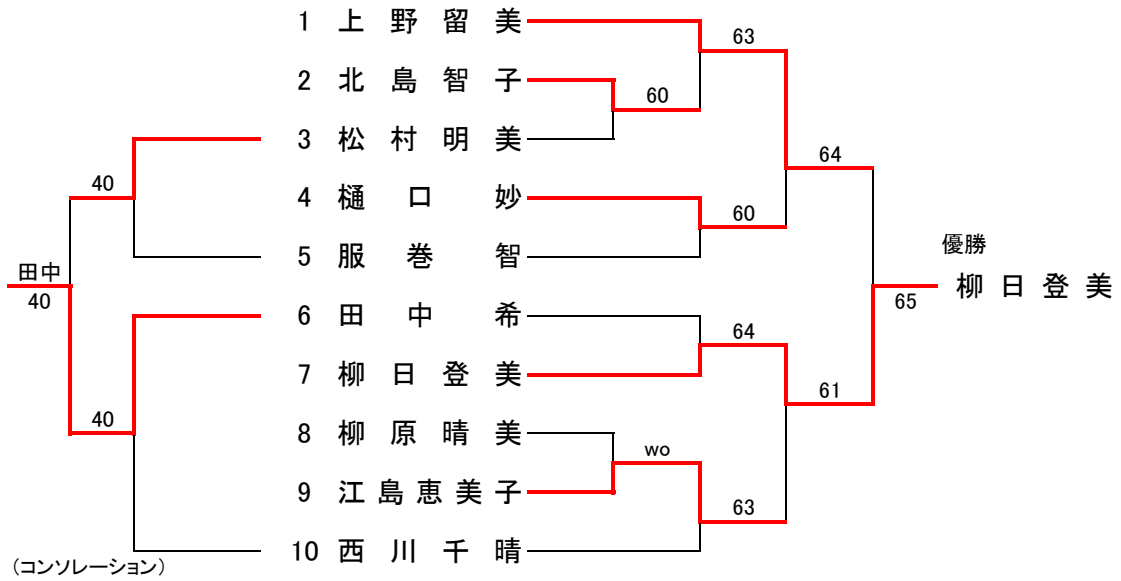 1 上野留美
63
2 北島智子
60
3 松村明美
40
64
4 樋口妙
60
5 服巻智
優勝
田中
柳日登美
40
65
6 田中希
64
7 柳日登美
61
40
8 柳原晴美
wo
9 江島恵美子
63
10 西川千晴
(コンソレーション)